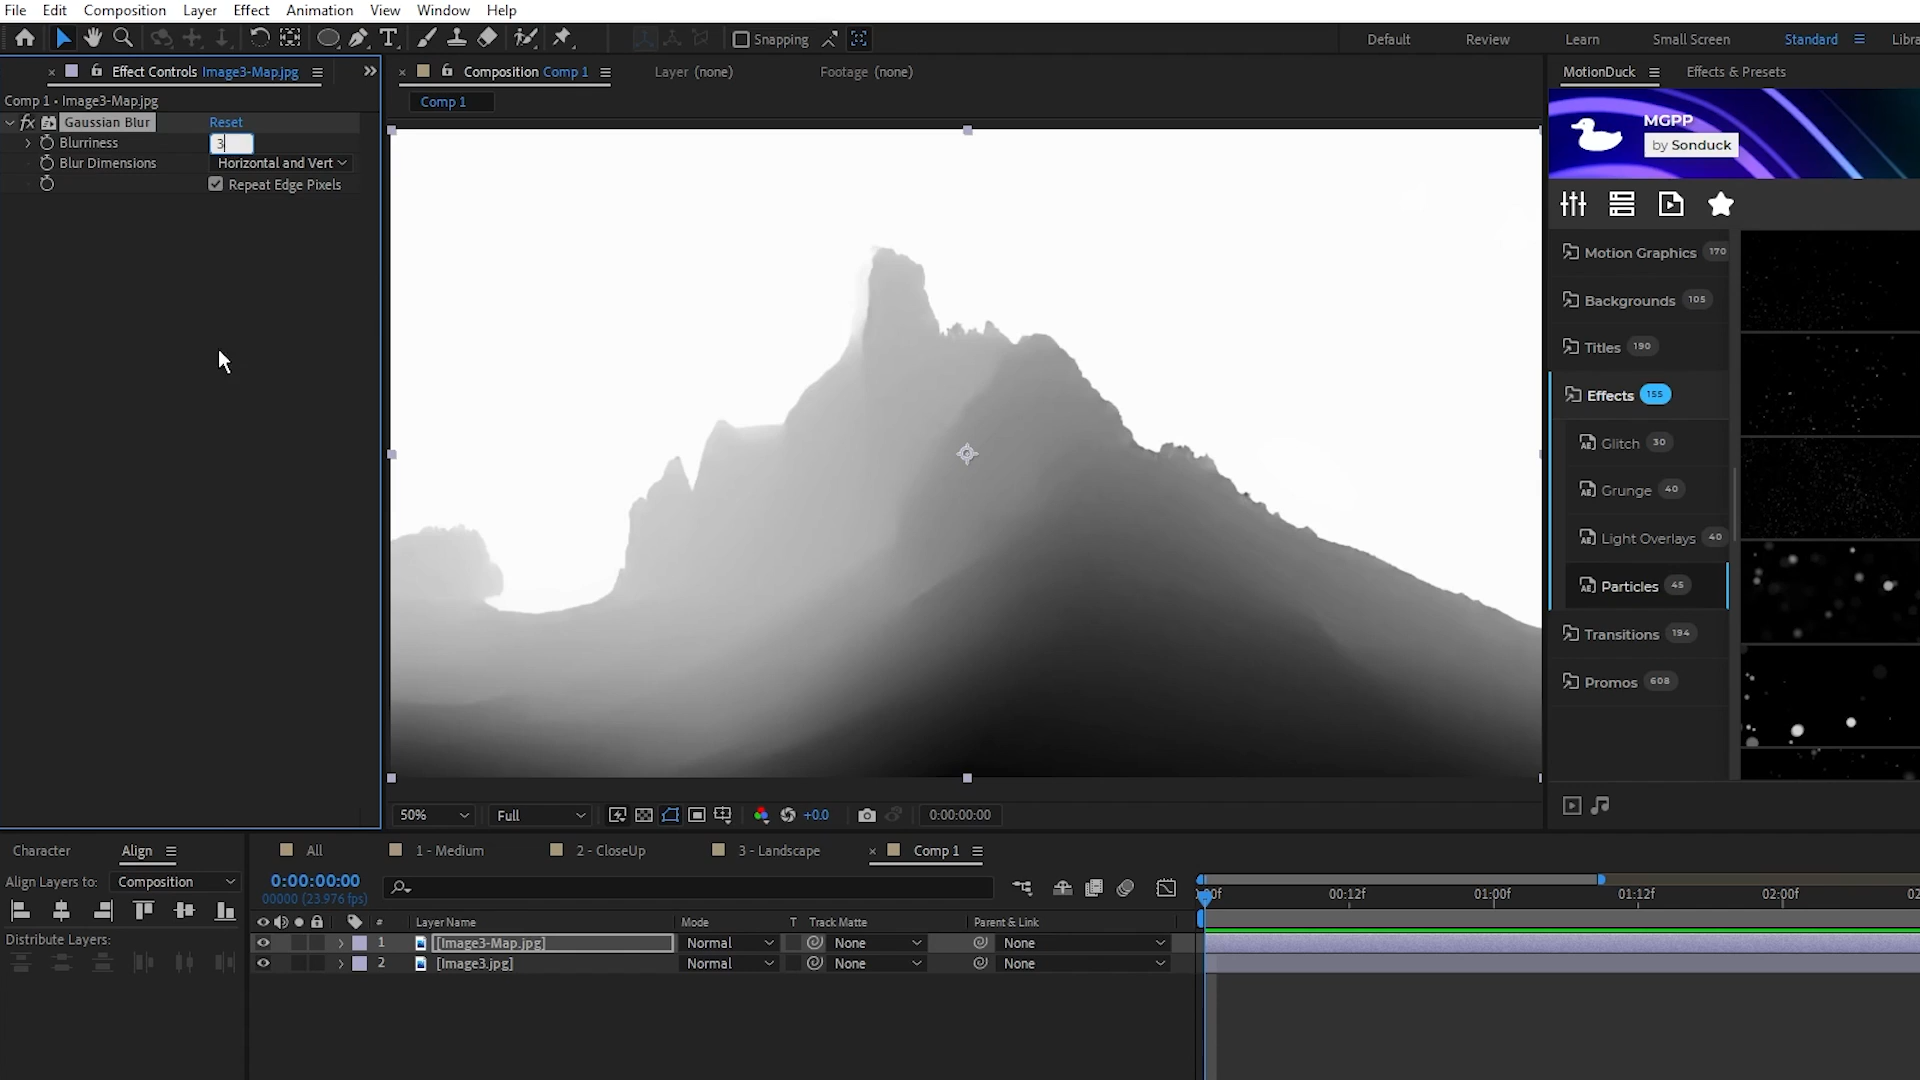 File Edit Composition Layer Effect Animation View Window Help
Snapping
Default Review Learn Small Screen Standard
Effect Controls Image3-Map.jpg
Comp 1 • Image3-Map.jpg
fx Gaussian Blur Reset
Blurriness 3
Blur Dimensions Horizontal and Vert
Repeat Edge Pixels
Composition Comp 1
Layer (none)
Footage (none)
Comp 1
50% Full +0.0 0:00:00:00
MotionDuck Effects & Presets
MGPP
by Sonduck
Motion Graphics 170
Backgrounds 105
Titles 190
Effects 155
Glitch 30
Grunge 40
Light Overlays 40
Particles 45
Transitions 194
Promos 608
Character Align
Align Layers to: Composition
Distribute Layers:
All 1 - Medium 2 - CloseUp 3 - Landscape Comp 1
0:00:00:00
00000 (23.976 fps)
# Layer Name Mode T Track Matte Parent & Link
1 [Image3-Map.jpg] Normal None None
2 [Image3.jpg] Normal None None
00:12f 01:00f 01:12f 02:00f